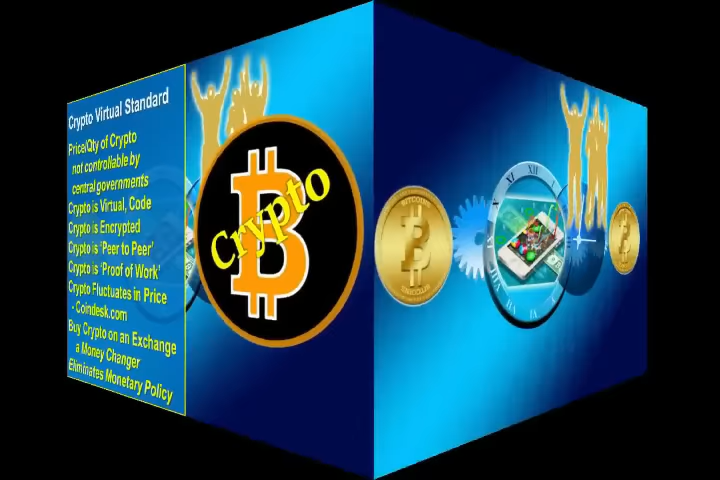 Crypto Virtual Standard
Price/Qty of Crypto
not controllable by
central governments
Crypto is Virtual, Code
Crypto is Encrypted
Crypto is 'Peer to Peer'
Crypto is 'Proof of Work'
Crypto Fluctuates in Price
- Coindesk.com
Buy Crypto on an Exchange
a Money Changer
Eliminates Monetary Policy
Crypto
BITCOIN